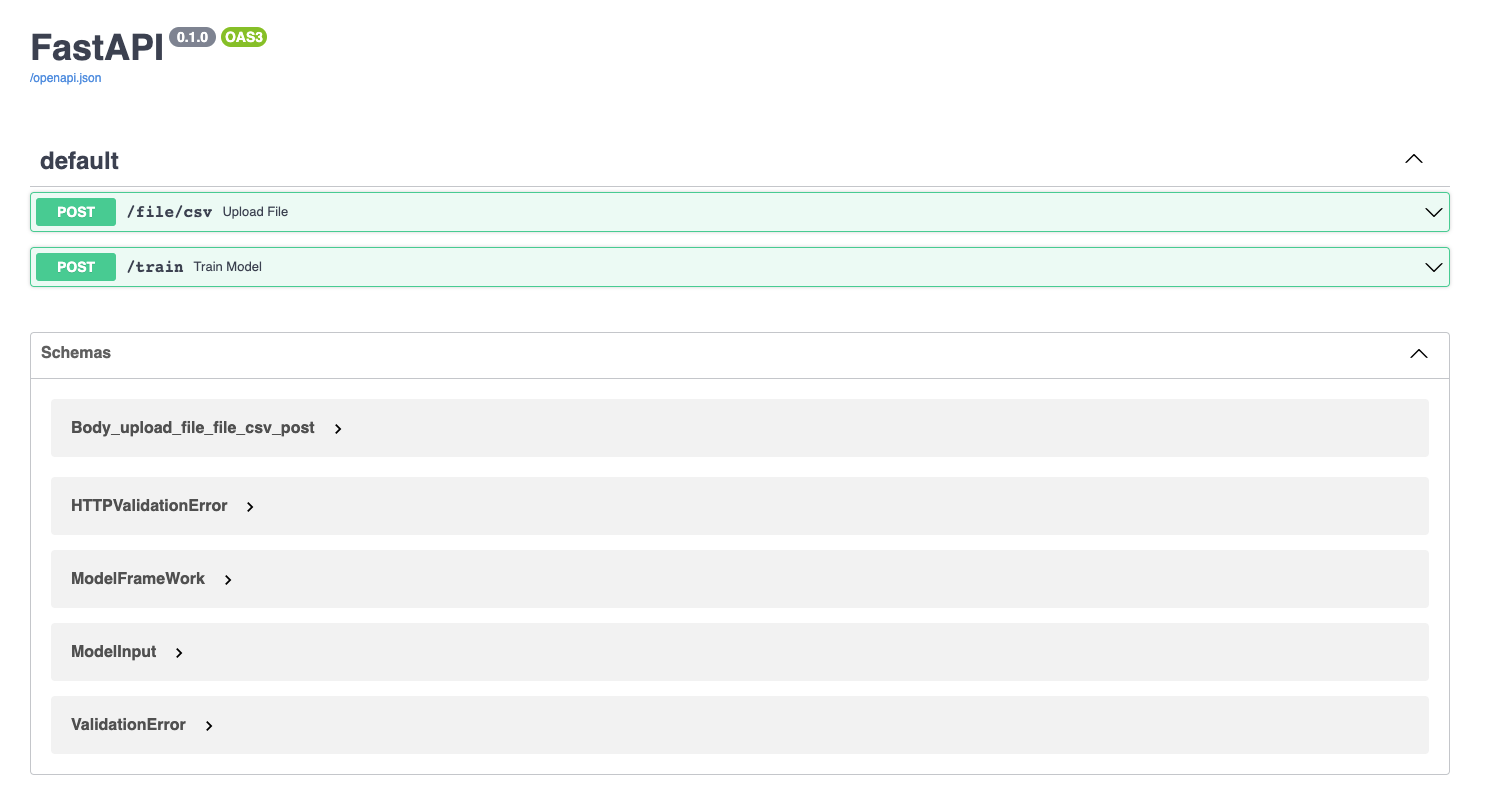 FastAPI 0.1.0 OAS3
/openapi.json
default
POST /file/csv Upload File
POST /train Train Model
Schemas
Body_upload_file_file_csv_post
HTTPValidationError
ModelFrameWork
ModelInput
ValidationError